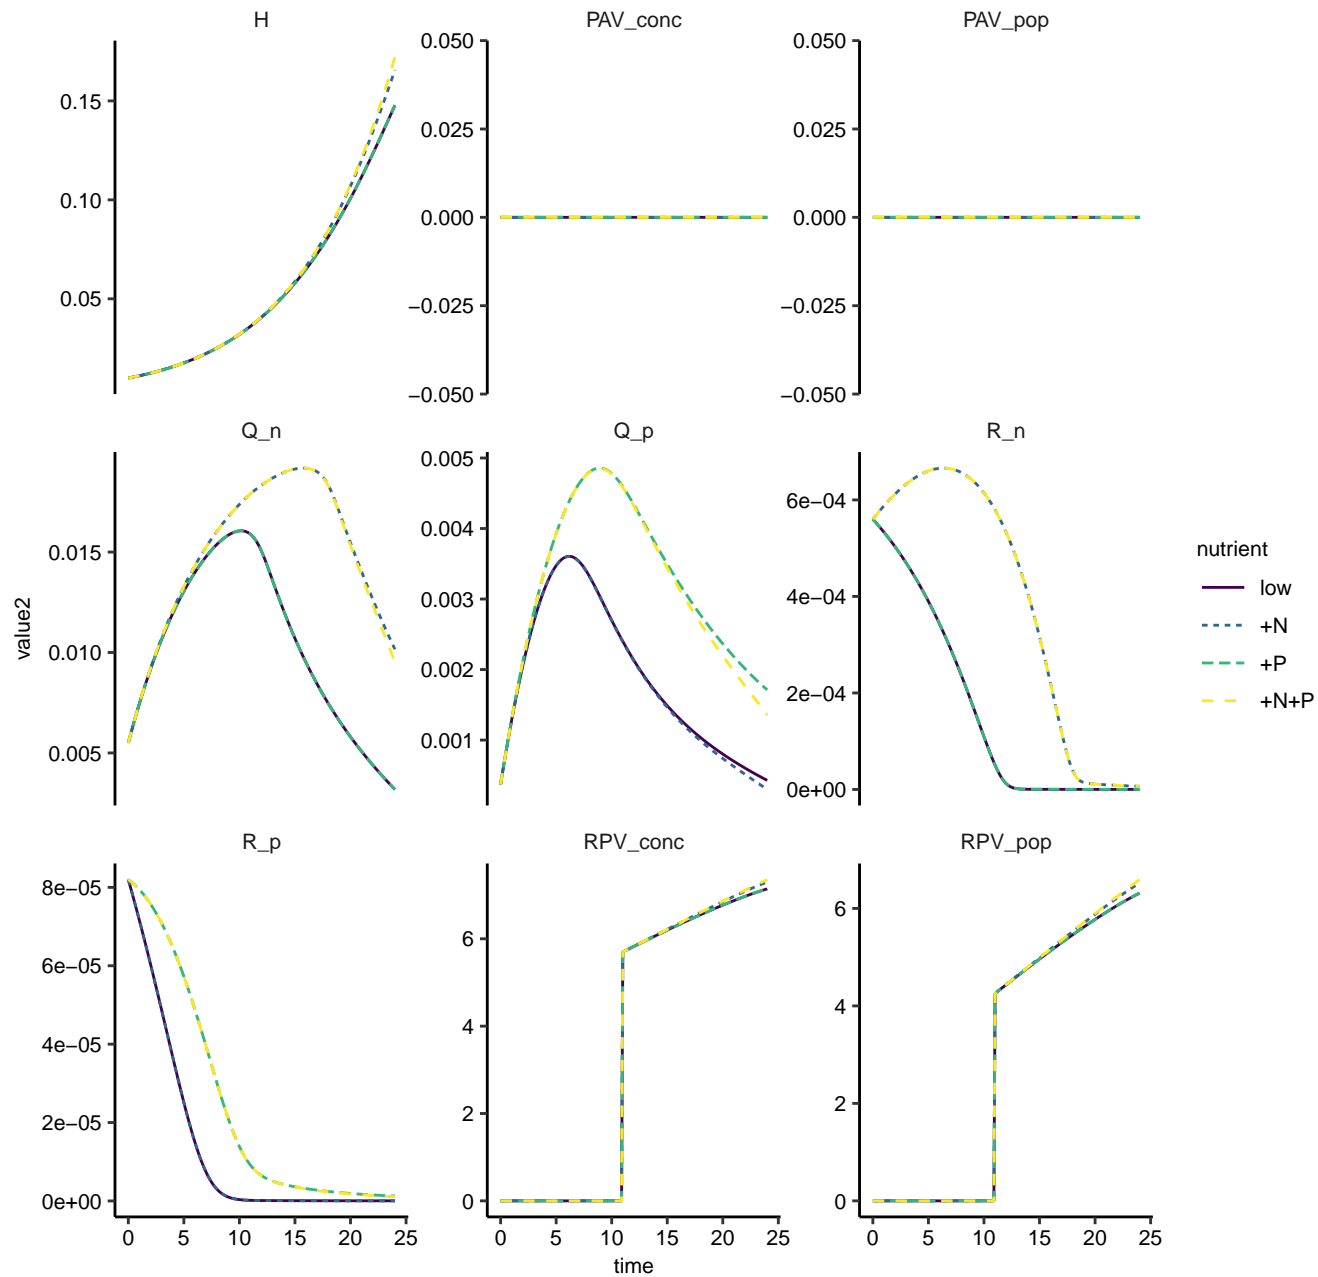 H PAV_conc PAV_pop
0.15
0.10
0.05
0.050
0.025
0.000
−0.025
−0.050
0.050
0.025
0.000
−0.025
−0.050
Q_n Q_p R_n
0.015
0.010
0.005
0.005
0.004
0.003
0.002
0.001
6e−04
4e−04
2e−04
0e+00
R_p RPV_conc RPV_pop
8e−05
6e−05
4e−05
2e−05
0e+00
6
4
2
0
6
4
2
0
0 5 10 15 20 25
0 5 10 15 20 25
0 5 10 15 20 25
time
value2
nutrient
low
+N
+P
+N+P